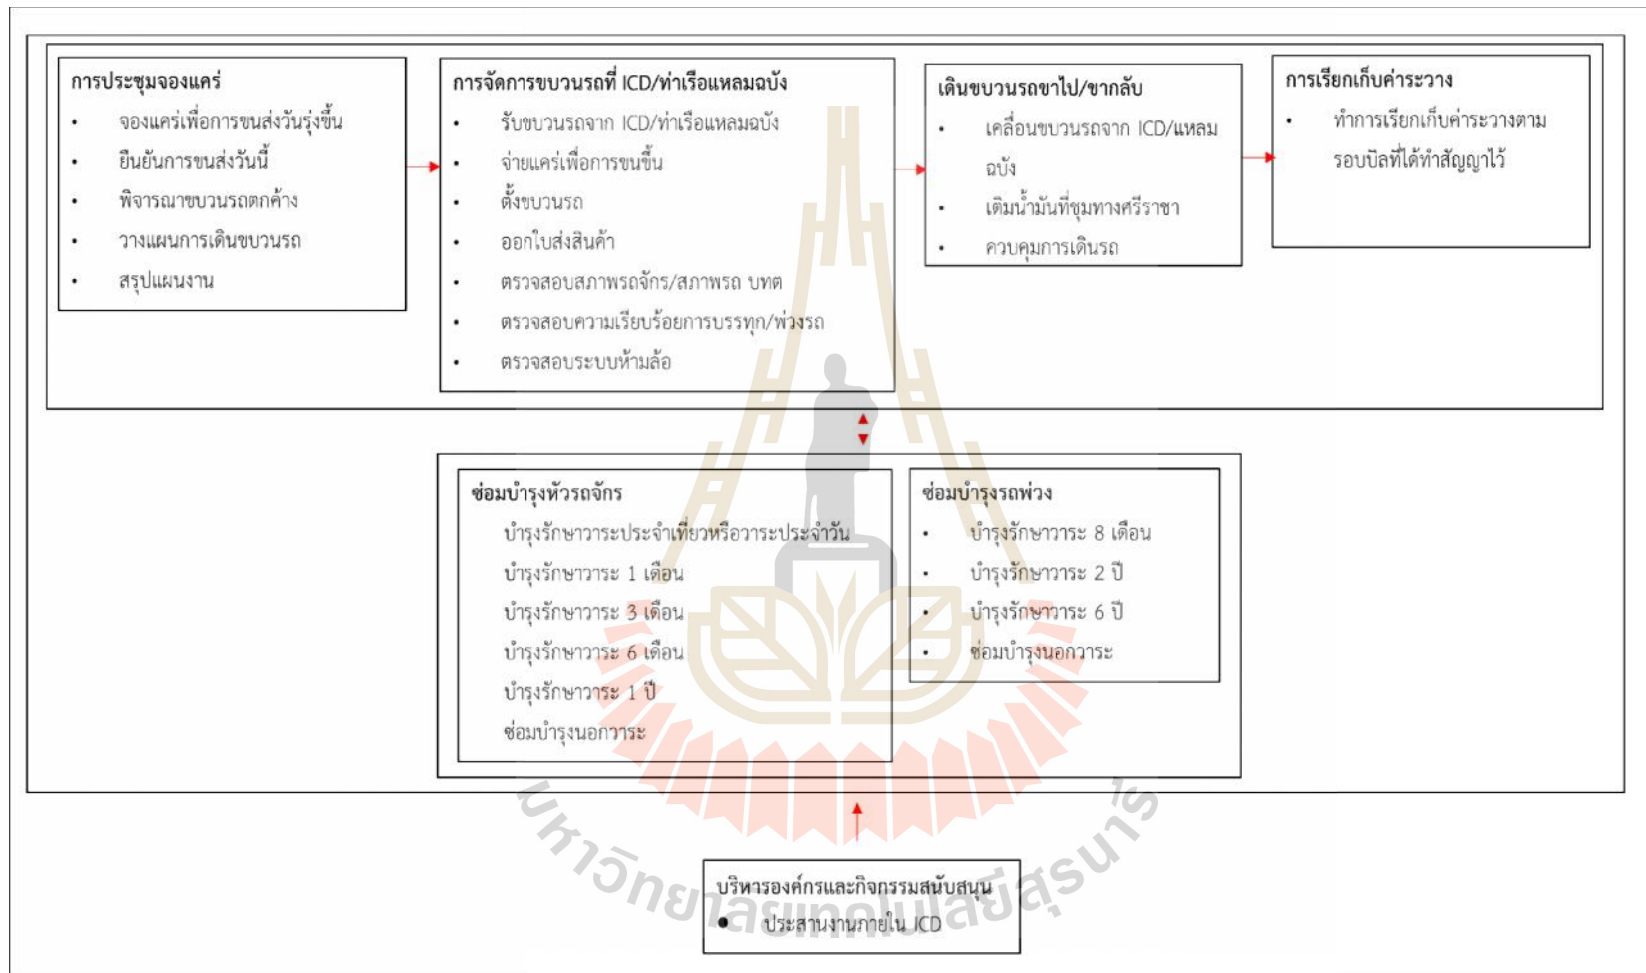 การประชุมจองแคร่
• จองแคร่เพื่อการขนส่งวันรุ่งขึ้น
• ยืนยันการขนส่งวันนี้
• พิจารณาขบวนรถตกค้าง
• วางแผนการเดินขบวนรถ
• สรุปแผนงาน
การจัดการขบวนรถที่ ICD/ท่าเรือแหลมฉบัง
• รับขบวนรถจาก ICD/ท่าเรือแหลมฉบัง
• จ่ายแคร่เพื่อการขนขึ้น
• ตั้งขบวนรถ
• ออกใบส่งสินค้า
• ตรวจสอบสภาพรถจักร/สภาพรถ บทต
• ตรวจสอบความเรียบร้อยการบรรทุก/พ่วงรถ
• ตรวจสอบระบบห้ามล้อ
เดินขบวนรถขาไป/ขากลับ
• เคลื่อนขบวนรถจาก ICD/แหลม
ฉบัง
• เติมน้ำมันที่ชุมทางศรีราชา
• ควบคุมการเดินรถ
การเรียกเก็บค่าระวาง
• ทำการเรียกเก็บค่าระวางตาม
รอบบิลที่ได้ทำสัญญาไว้
ซ่อมบำรุงหัวรถจักร
บำรุงรักษาวาระประจำเที่ยวหรือวาระประจำวัน
บำรุงรักษาวาระ 1 เดือน
บำรุงรักษาวาระ 3 เดือน
บำรุงรักษาวาระ 6 เดือน
บำรุงรักษาวาระ 1 ปี
ซ่อมบำรุงนอกวาระ
ซ่อมบำรุงรถพ่วง
• บำรุงรักษาวาระ 8 เดือน
• บำรุงรักษาวาระ 2 ปี
• บำรุงรักษาวาระ 6 ปี
• ซ่อมบำรุงนอกวาระ
บริหารองค์กรและกิจกรรมสนับสนุน
• ประสานงานภายใน ICD
มหาวิทยาลัยเทคโนโลยีสุรนารี